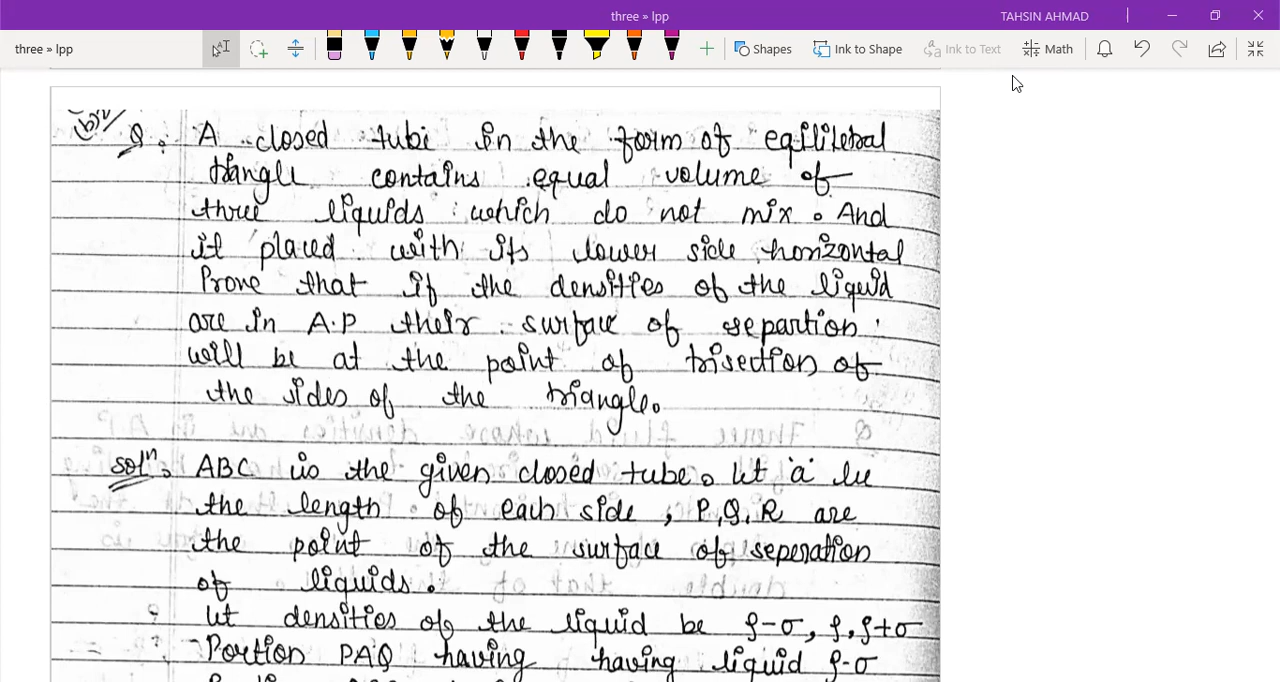 three » lpp
TAHSIN AHMAD
three » lpp
Shapes
Ink to Shape
Ink to Text
Math
Q: A closed tube in the form of equiliteral
triangle contains equal volume of
three liquids which do not mix. And
it placed with its lower side horizontal
Prove that if the densities of the liquid
are in A.P their surface of separtion
will be at the point of trisection of
the sides of the triangle.
solⁿ. ABC is the given closed tube. let 'a' be
the length of each side, P,Q,R are
the point of the surface of seperation
of liquids.
let densities of the liquid be ρ-σ, ρ, ρ+σ
Portion PAQ having having liquid ρ-σ